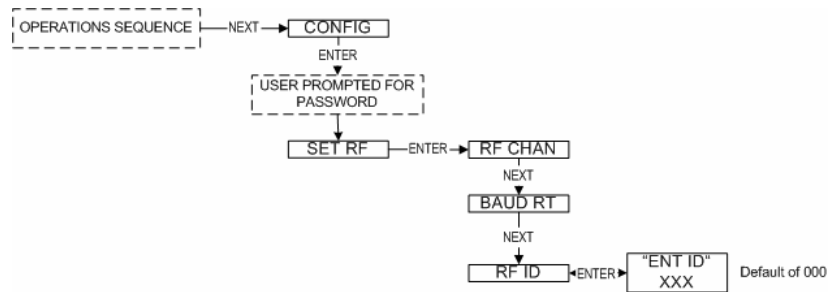 OPERATIONS SEQUENCE
NEXT
CONFIG
ENTER
USER PROMPTED FOR
PASSWORD
SET RF
ENTER
RF CHAN
NEXT
BAUD RT
NEXT
RF ID
ENTER
"ENT ID"
XXX
Default of 000